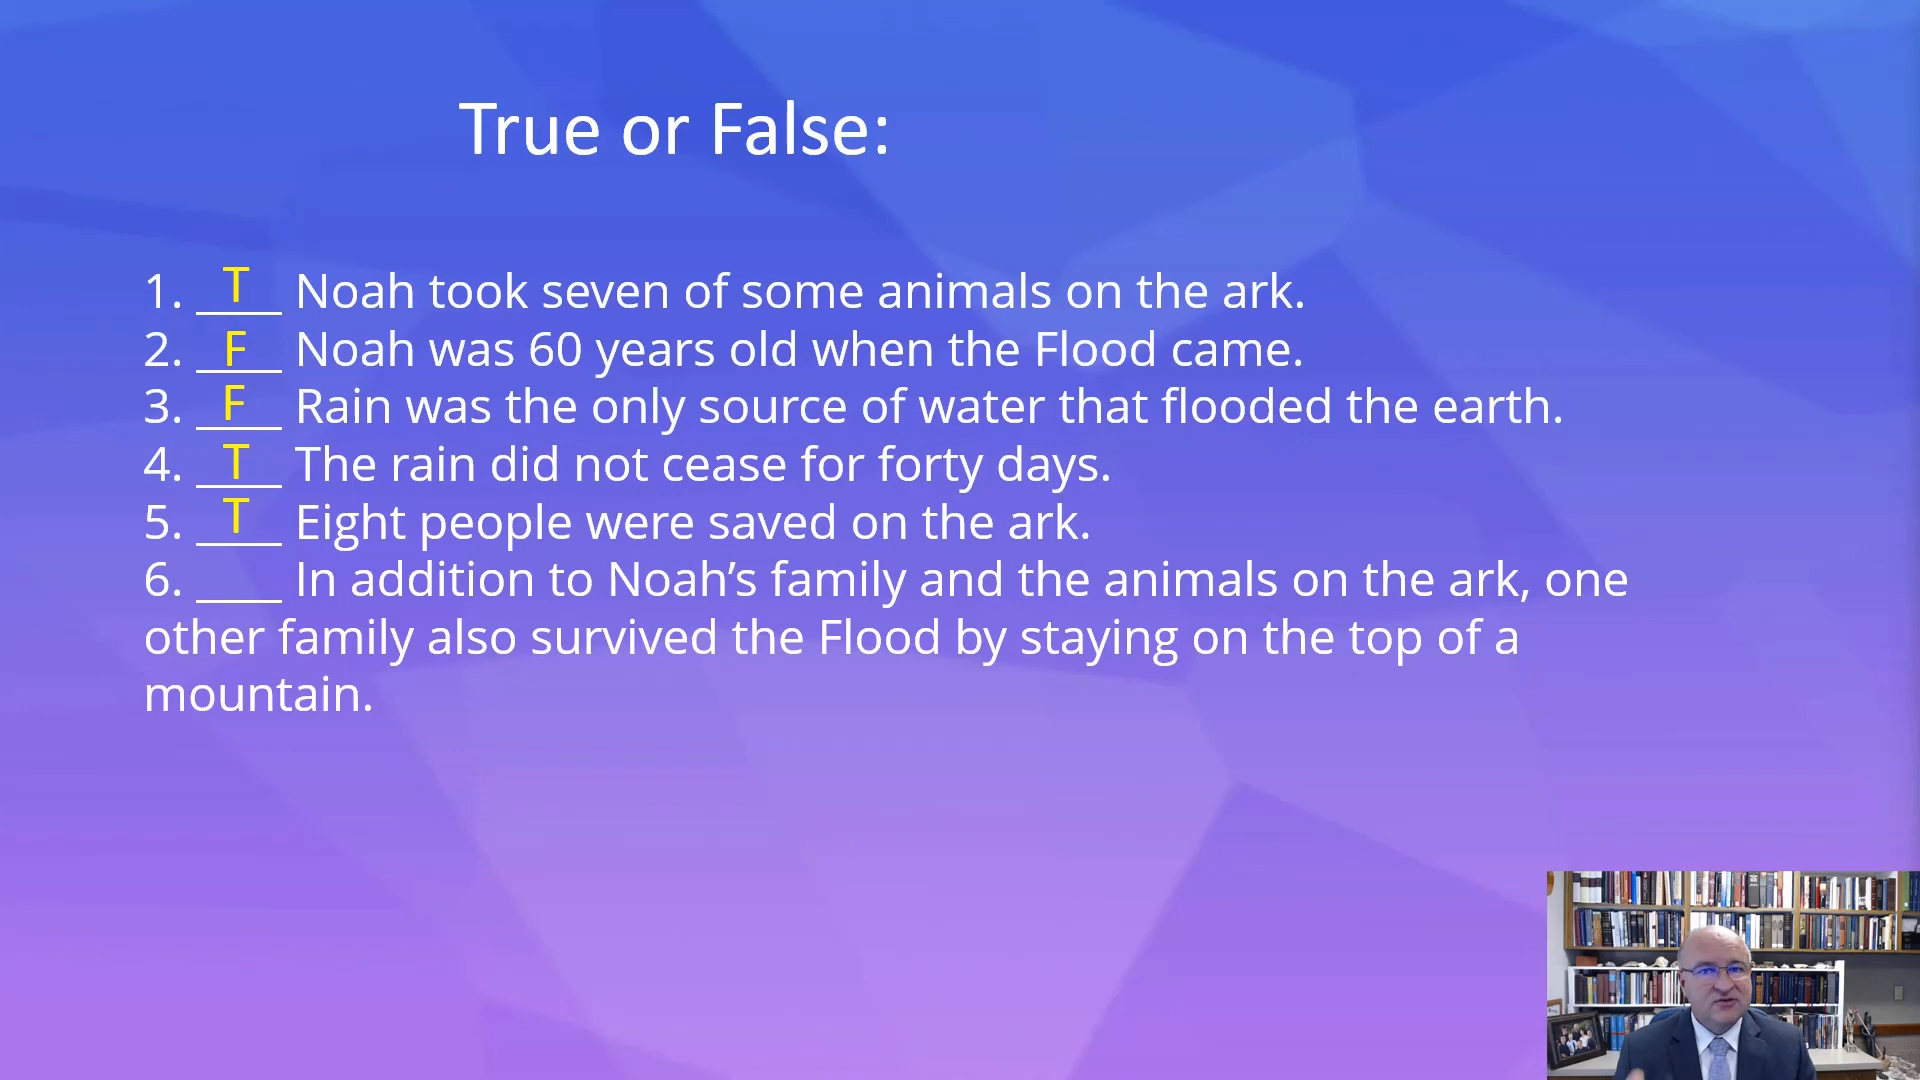 True or False:
1. T Noah took seven of some animals on the ark.
2. F Noah was 60 years old when the Flood came.
3. F Rain was the only source of water that flooded the earth.
4. T The rain did not cease for forty days.
5. T Eight people were saved on the ark.
6. ____ In addition to Noah’s family and the animals on the ark, one
other family also survived the Flood by staying on the top of a
mountain.